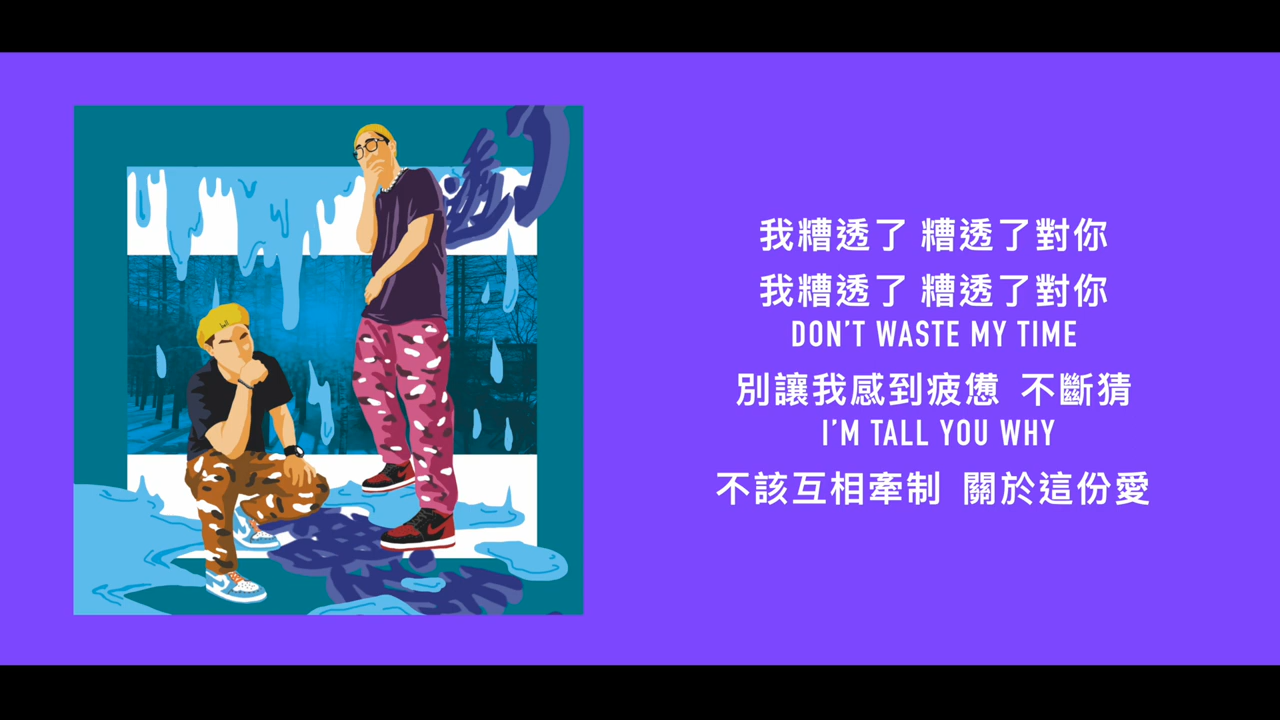 透了
我糟透了 糟透了對你
我糟透了 糟透了對你
DON'T WASTE MY TIME
別讓我感到疲憊 不斷猜
I'M TALL YOU WHY
不該互相牽制 關於這份愛